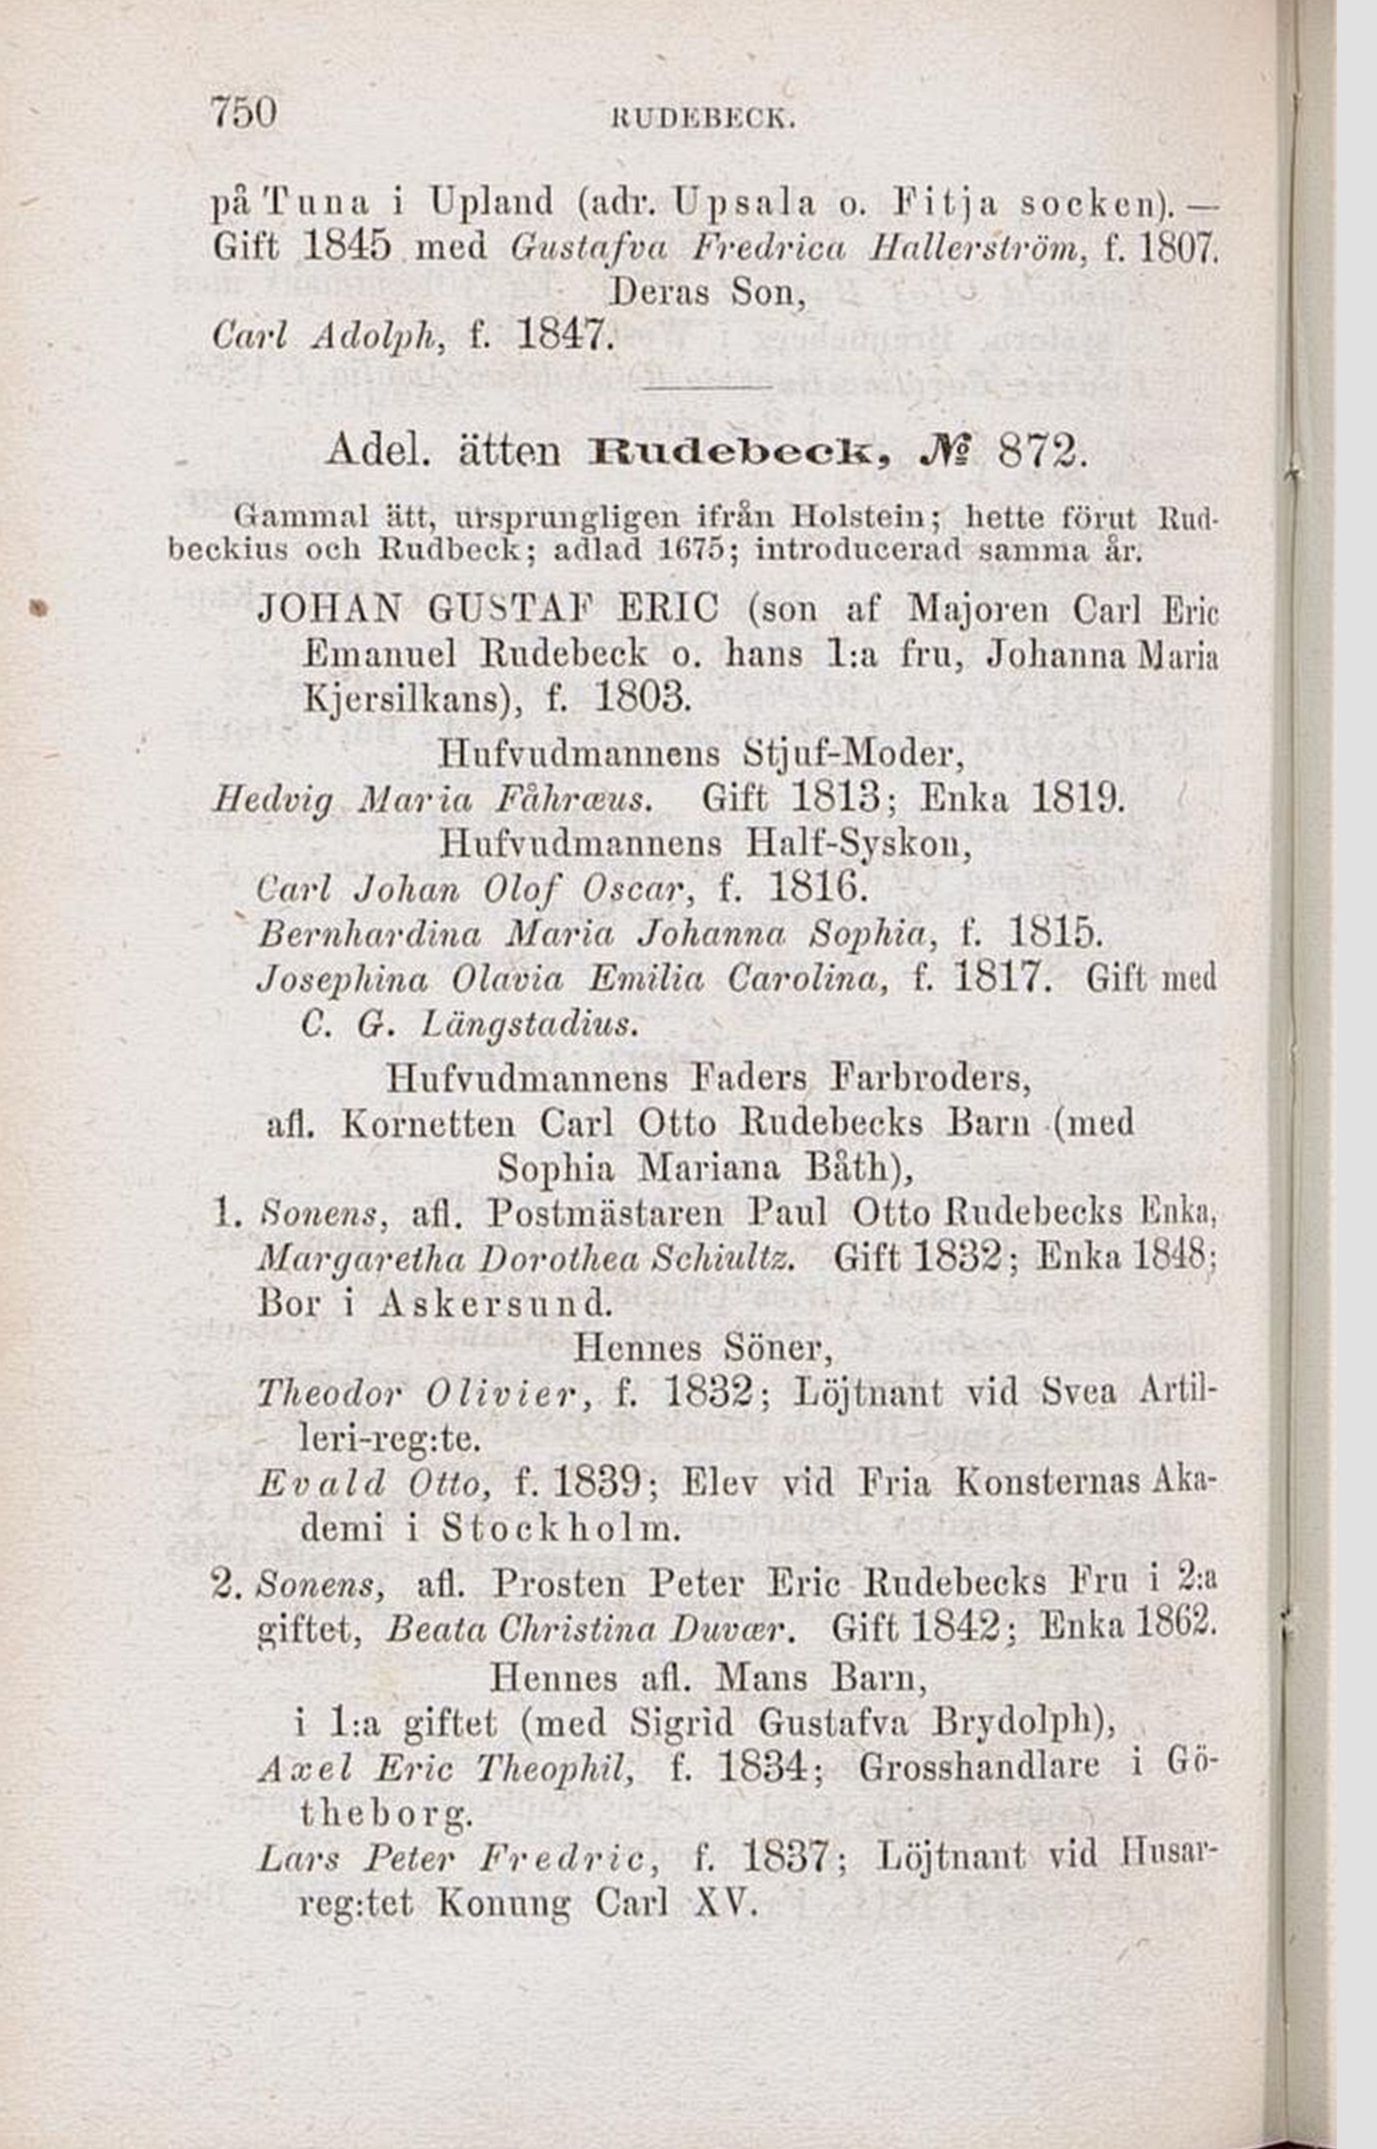 750 RUDEBECK.
på Tuna i Upland (adr. Upsala o. Fitja socken). —
Gift 1845 med Gustafva Fredrica Hallerström, f. 1807.
Deras Son,
Carl Adolph, f. 1847.
Adel. ätten Rudebeck, № 872.
Gammal ätt, ursprungligen ifrån Holstein; hette förut Rud-
beckius och Rudbeck; adlad 1675; introducerad samma år.
JOHAN GUSTAF ERIC (son af Majoren Carl Eric
Emanuel Rudebeck o. hans 1:a fru, Johanna Maria
Kjersilkans), f. 1803.
Hufvudmannens Stjuf-Moder,
Hedvig Maria Fåhræus. Gift 1813; Enka 1819.
Hufvudmannens Half-Syskon,
Carl Johan Olof Oscar, f. 1816.
Bernhardina Maria Johanna Sophia, f. 1815.
Josephina Olavia Emilia Carolina, f. 1817. Gift med
C. G. Längstadius.
Hufvudmannens Faders Farbroders,
afl. Kornetten Carl Otto Rudebecks Barn (med
Sophia Mariana Bååth),
1. Sonens, afl. Postmästaren Paul Otto Rudebecks Enka,
Margaretha Dorothea Schiultz. Gift 1832; Enka 1848;
Bor i Askersund.
Hennes Söner,
Theodor Olivier, f. 1832; Löjtnant vid Svea Artil-
leri-reg:te.
Evald Otto, f. 1839; Elev vid Fria Konsternas Aka-
demi i Stockholm.
2. Sonens, afl. Prosten Peter Eric Rudebecks Fru i 2:a
giftet, Beata Christina Duvær. Gift 1842; Enka 1862.
Hennes afl. Mans Barn,
i 1:a giftet (med Sigrid Gustafva Brydolph),
Axel Eric Theophil, f. 1834; Grosshandlare i Gö-
theborg.
Lars Peter Fredric, f. 1837; Löjtnant vid Husar-
reg:tet Konung Carl XV.